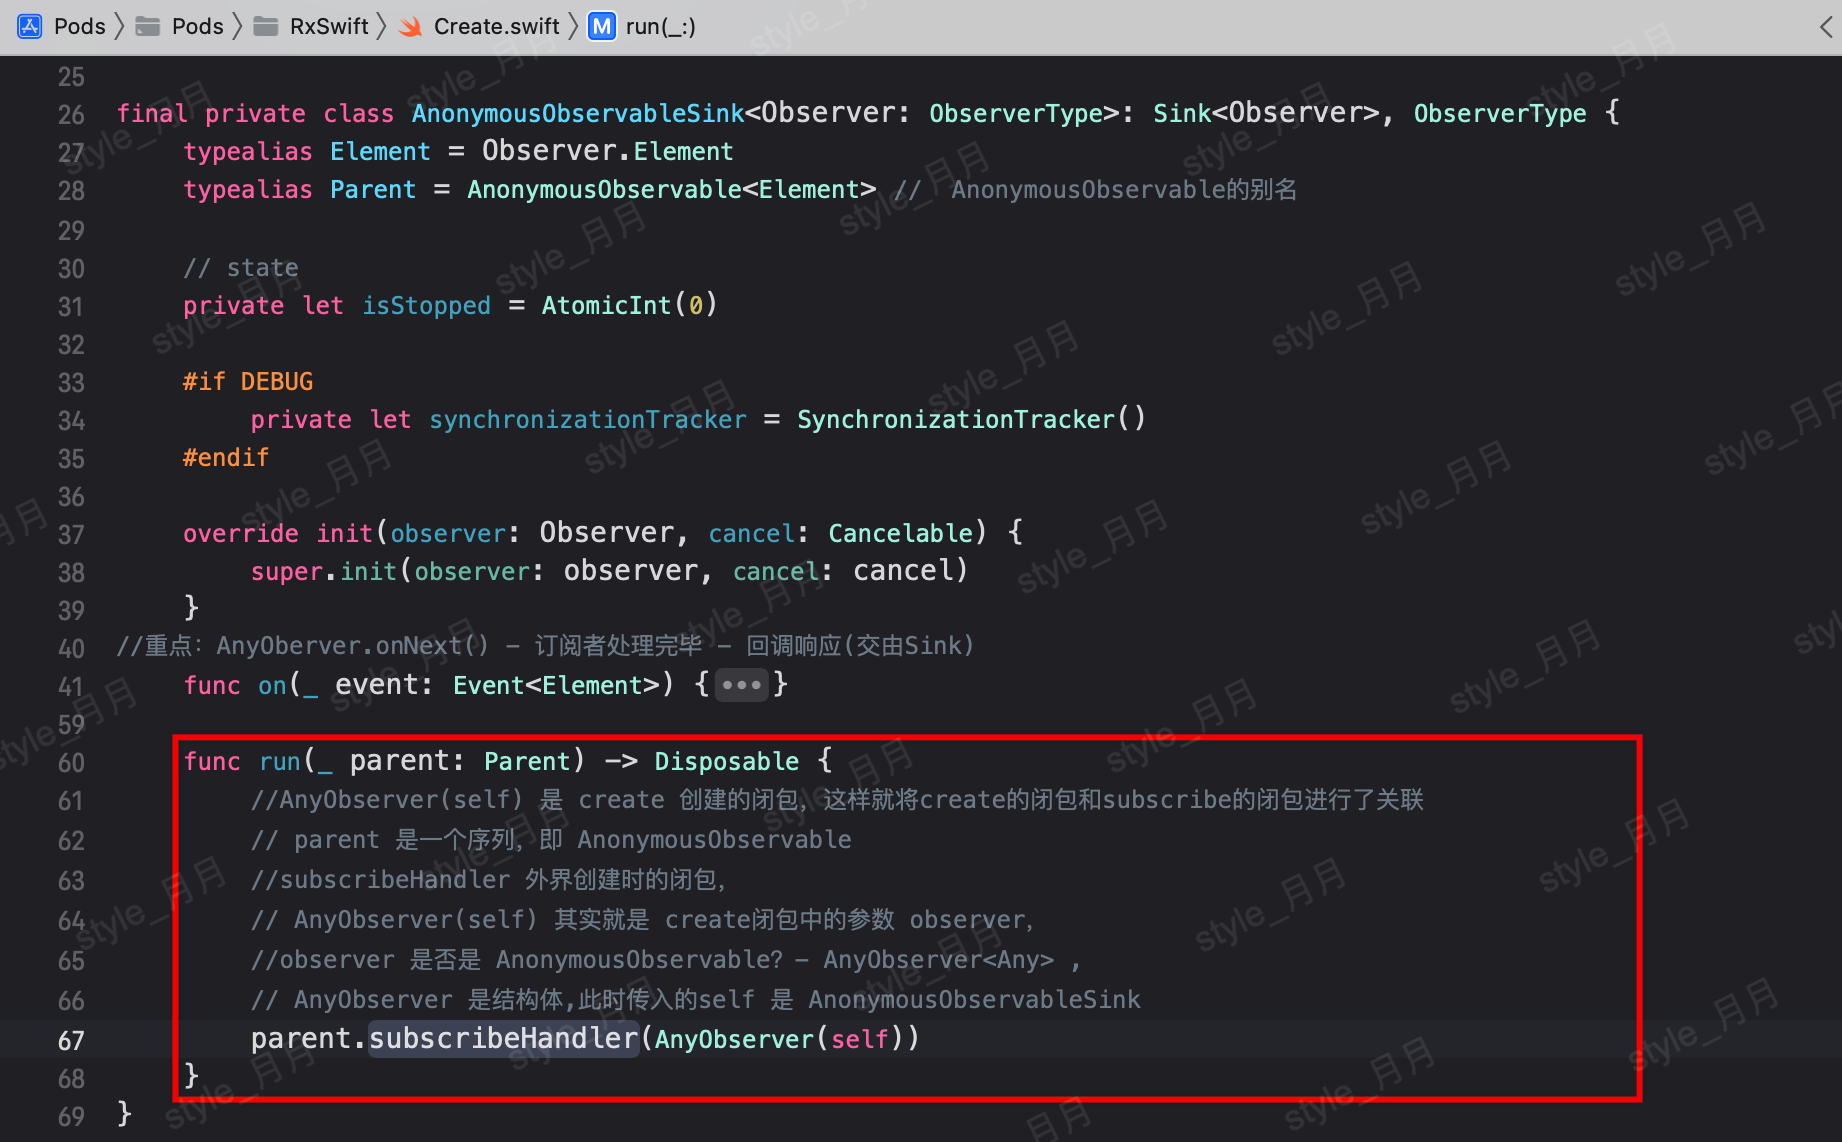 Pods 〉 Pods 〉 RxSwift 〉 Create.swift 〉 M run(_:)
25
26 final private class AnonymousObservableSink<Observer: ObserverType>: Sink<Observer>, ObserverType {
27 typealias Element = Observer.Element
28 typealias Parent = AnonymousObservable<Element> // AnonymousObservable的别名
29
30 // state
31 private let isStopped = AtomicInt(0)
32
33 #if DEBUG
34 private let synchronizationTracker = SynchronizationTracker()
35 #endif
36
37 override init(observer: Observer, cancel: Cancelable) {
38 super.init(observer: observer, cancel: cancel)
39 }
40 //重点：AnyOberver.onNext() - 订阅者处理完毕 - 回调响应(交由Sink)
41 func on(_ event: Event<Element>) {•••}
59
60 func run(_ parent: Parent) -> Disposable {
61 //AnyObserver(self) 是 create 创建的闭包，这样就将create的闭包和subscribe的闭包进行了关联
62 // parent 是一个序列，即 AnonymousObservable
63 //subscribeHandler 外界创建时的闭包，
64 // AnyObserver(self) 其实就是 create闭包中的参数 observer，
65 //observer 是否是 AnonymousObservable？- AnyObserver<Any> ,
66 // AnyObserver 是结构体,此时传入的self 是 AnonymousObservableSink
67 parent.subscribeHandler(AnyObserver(self))
68 }
69 }
style_月月